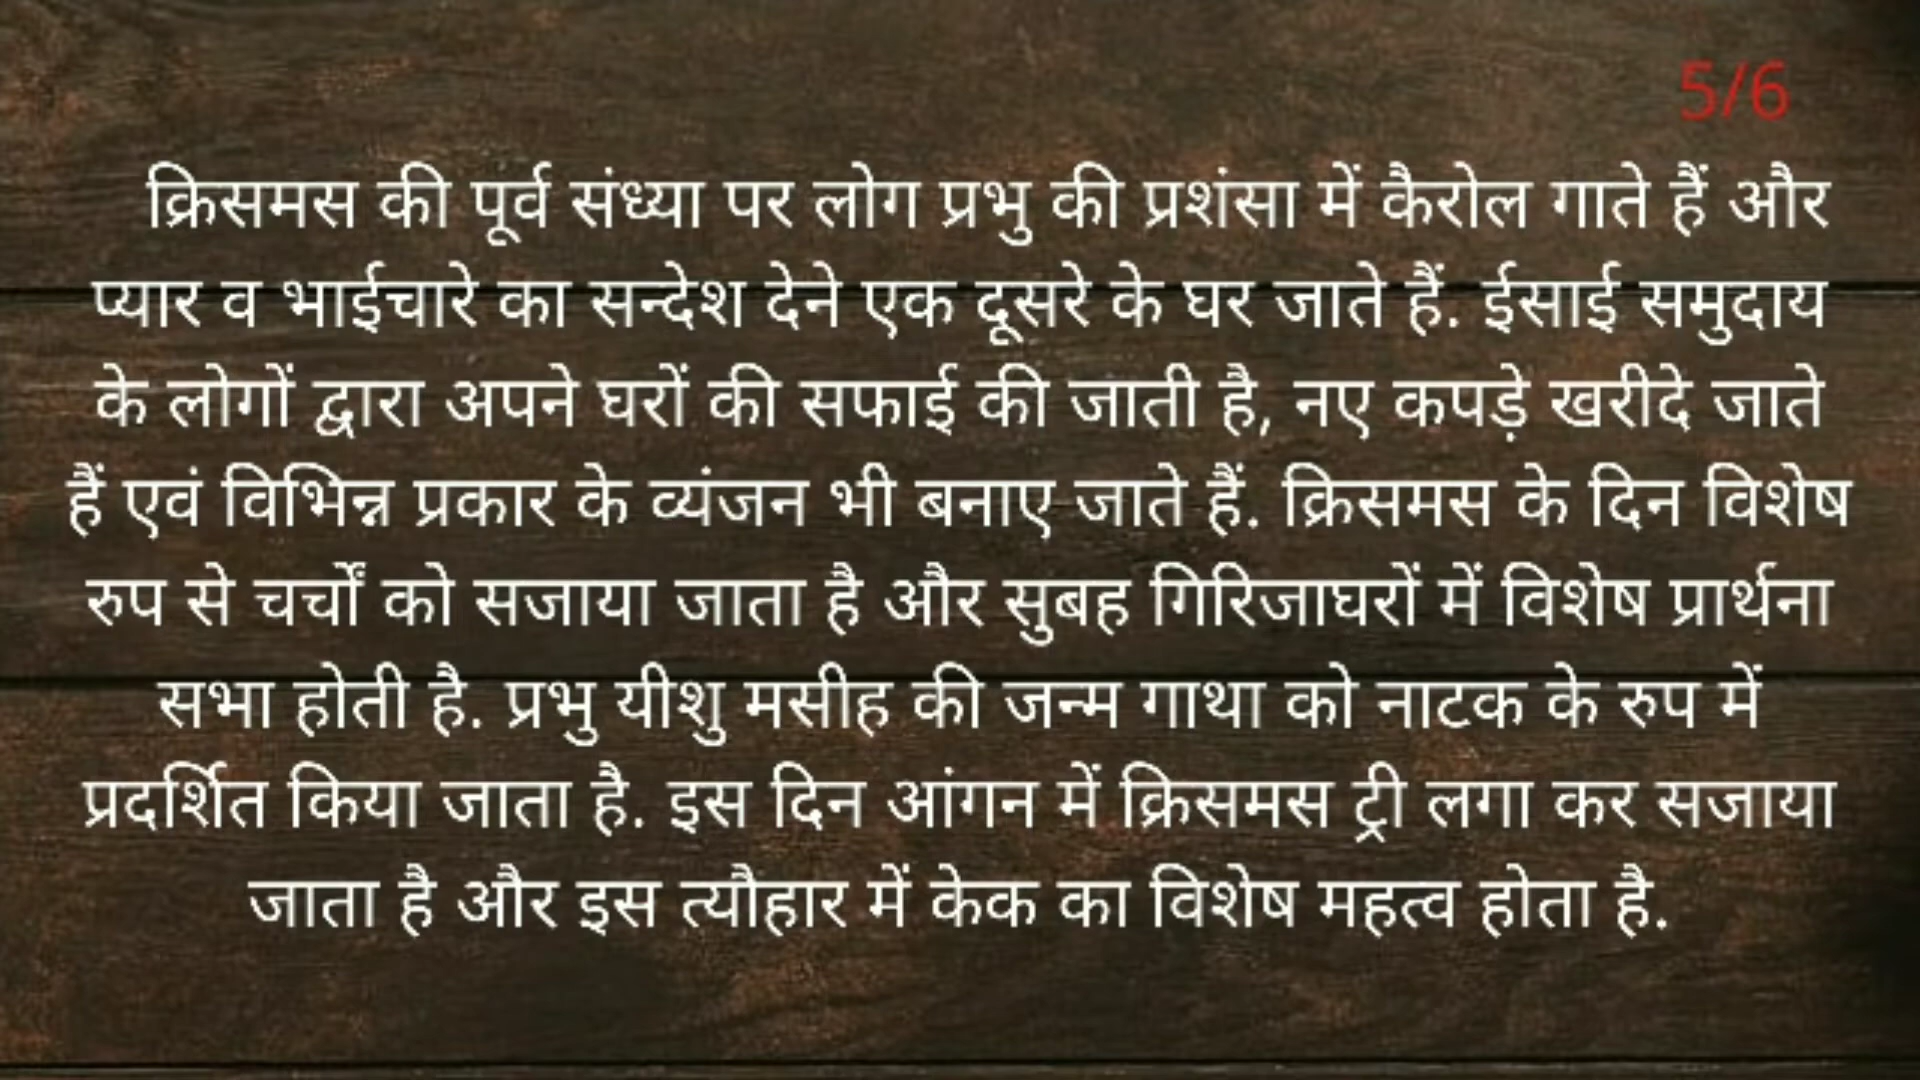 5/6
क्रिसमस की पूर्व संध्या पर लोग प्रभु की प्रशंसा में कैरोल गाते हैं और
प्यार व भाईचारे का सन्देश देने एक दूसरे के घर जाते हैं. ईसाई समुदाय
के लोगों द्वारा अपने घरों की सफाई की जाती है, नए कपड़े खरीदे जाते
हैं एवं विभिन्न प्रकार के व्यंजन भी बनाए जाते हैं. क्रिसमस के दिन विशेष
रुप से चर्चों को सजाया जाता है और सुबह गिरिजाघरों में विशेष प्रार्थना
सभा होती है. प्रभु यीशु मसीह की जन्म गाथा को नाटक के रुप में
प्रदर्शित किया जाता है. इस दिन आंगन में क्रिसमस ट्री लगा कर सजाया
जाता है और इस त्यौहार में केक का विशेष महत्व होता है.